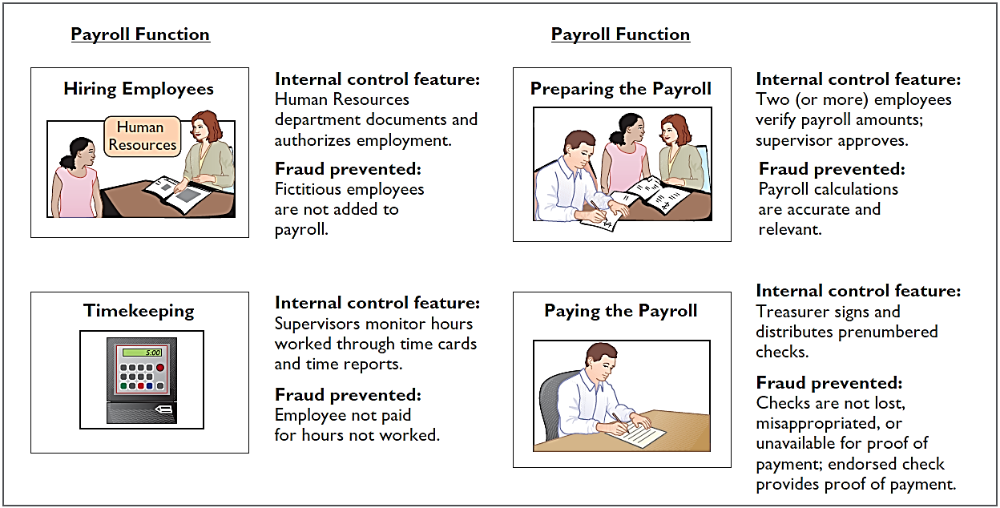 Payroll Function
Hiring Employees
Human
Resources
Internal control feature:
Human Resources
department documents and
authorizes employment.
Fraud prevented:
Fictitious employees
are not added to
payroll.
Timekeeping
5:00
Internal control feature:
Supervisors monitor hours
worked through time cards
and time reports.
Fraud prevented:
Employee not paid
for hours not worked.
Payroll Function
Preparing the Payroll
Internal control feature:
Two (or more) employees
verify payroll amounts;
supervisor approves.
Fraud prevented:
Payroll calculations
are accurate and
relevant.
Paying the Payroll
Internal control feature:
Treasurer signs and
distributes prenumbered
checks.
Fraud prevented:
Checks are not lost,
misappropriated, or
unavailable for proof of
payment; endorsed check
provides proof of payment.